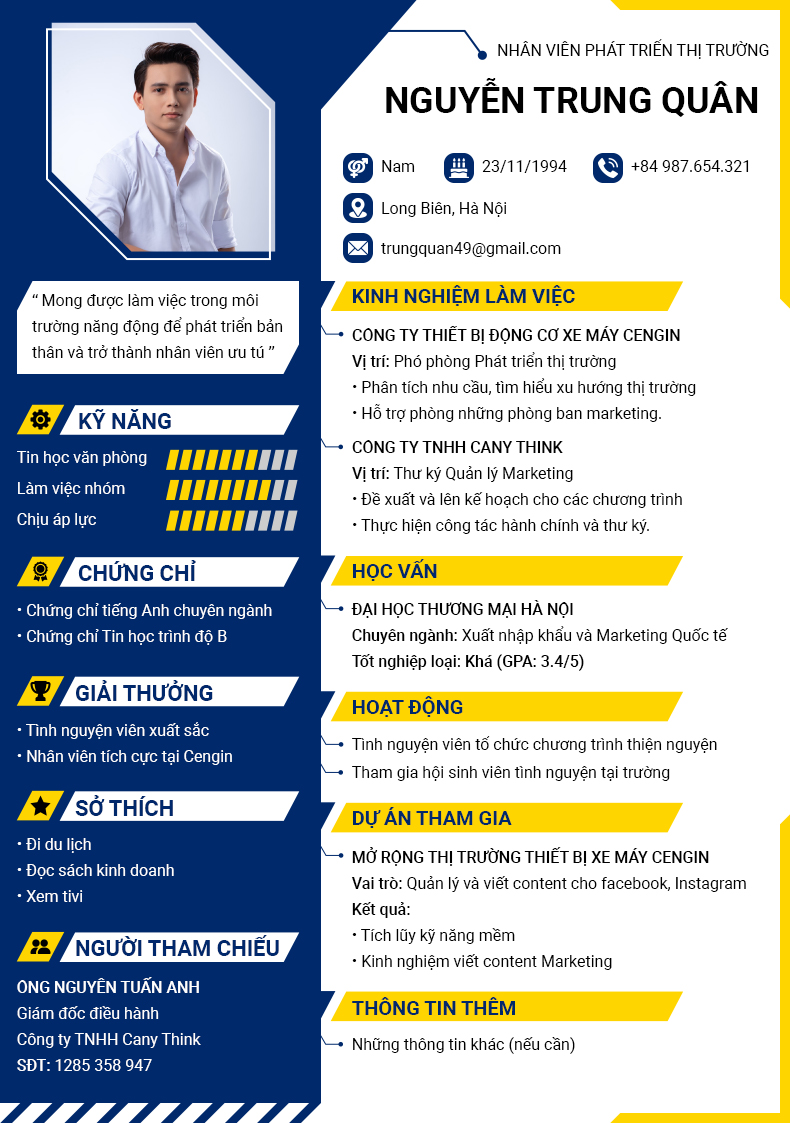 NHÂN VIÊN PHÁT TRIỂN THỊ TRƯỜNG
NGUYỄN TRUNG QUÂN
Nam
23/11/1994
+84 987.654.321
Long Biên, Hà Nội
trungquan49@gmail.com
“ Mong được làm việc trong môi
trường năng động để phát triển bản
thân và trở thành nhân viên ưu tú ”
KỸ NĂNG
Tin học văn phòng
Làm việc nhóm
Chịu áp lực
CHỨNG CHỈ
• Chứng chỉ tiếng Anh chuyên ngành
• Chứng chỉ Tin học trình độ B
GIẢI THƯỞNG
• Tình nguyện viên xuất sắc
• Nhân viên tích cực tại Cengin
SỞ THÍCH
• Đi du lịch
• Đọc sách kinh doanh
• Xem tivi
NGƯỜI THAM CHIẾU
ÔNG NGUYÊN TUẤN ANH
Giám đốc điều hành
Công ty TNHH Cany Think
SĐT: 1285 358 947
KINH NGHIỆM LÀM VIỆC
CÔNG TY THIẾT BỊ ĐỘNG CƠ XE MÁY CENGIN
Vị trí: Phó phòng Phát triển thị trường
• Phân tích nhu cầu, tìm hiểu xu hướng thị trường
• Hỗ trợ phòng những phòng ban marketing.
CÔNG TY TNHH CANY THINK
Vị trí: Thư ký Quản lý Marketing
• Đề xuất và lên kế hoạch cho các chương trình
• Thực hiện công tác hành chính và thư ký.
HỌC VẤN
ĐẠI HỌC THƯƠNG MẠI HÀ NỘI
Chuyên ngành: Xuất nhập khẩu và Marketing Quốc tế
Tốt nghiệp loại: Khá (GPA: 3.4/5)
HOẠT ĐỘNG
Tình nguyện viên tổ chức chương trình thiện nguyện
Tham gia hội sinh viên tình nguyện tại trường
DỰ ÁN THAM GIA
MỞ RỘNG THỊ TRƯỜNG THIẾT BỊ XE MÁY CENGIN
Vai trò: Quản lý và viết content cho facebook, Instagram
Kết quả:
• Tích lũy kỹ năng mềm
• Kinh nghiệm viết content Marketing
THÔNG TIN THÊM
Những thông tin khác (nếu cần)